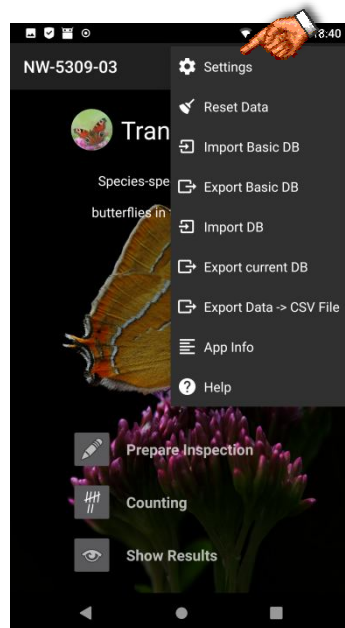 8:40
NW-5309-03
Settings
Tran
Reset Data
Import Basic DB
Species-spe
Export Basic DB
butterflies in
Import DB
Export current DB
Export Data -> CSV File
App Info
Help
Prepare Inspection
Counting
Show Results